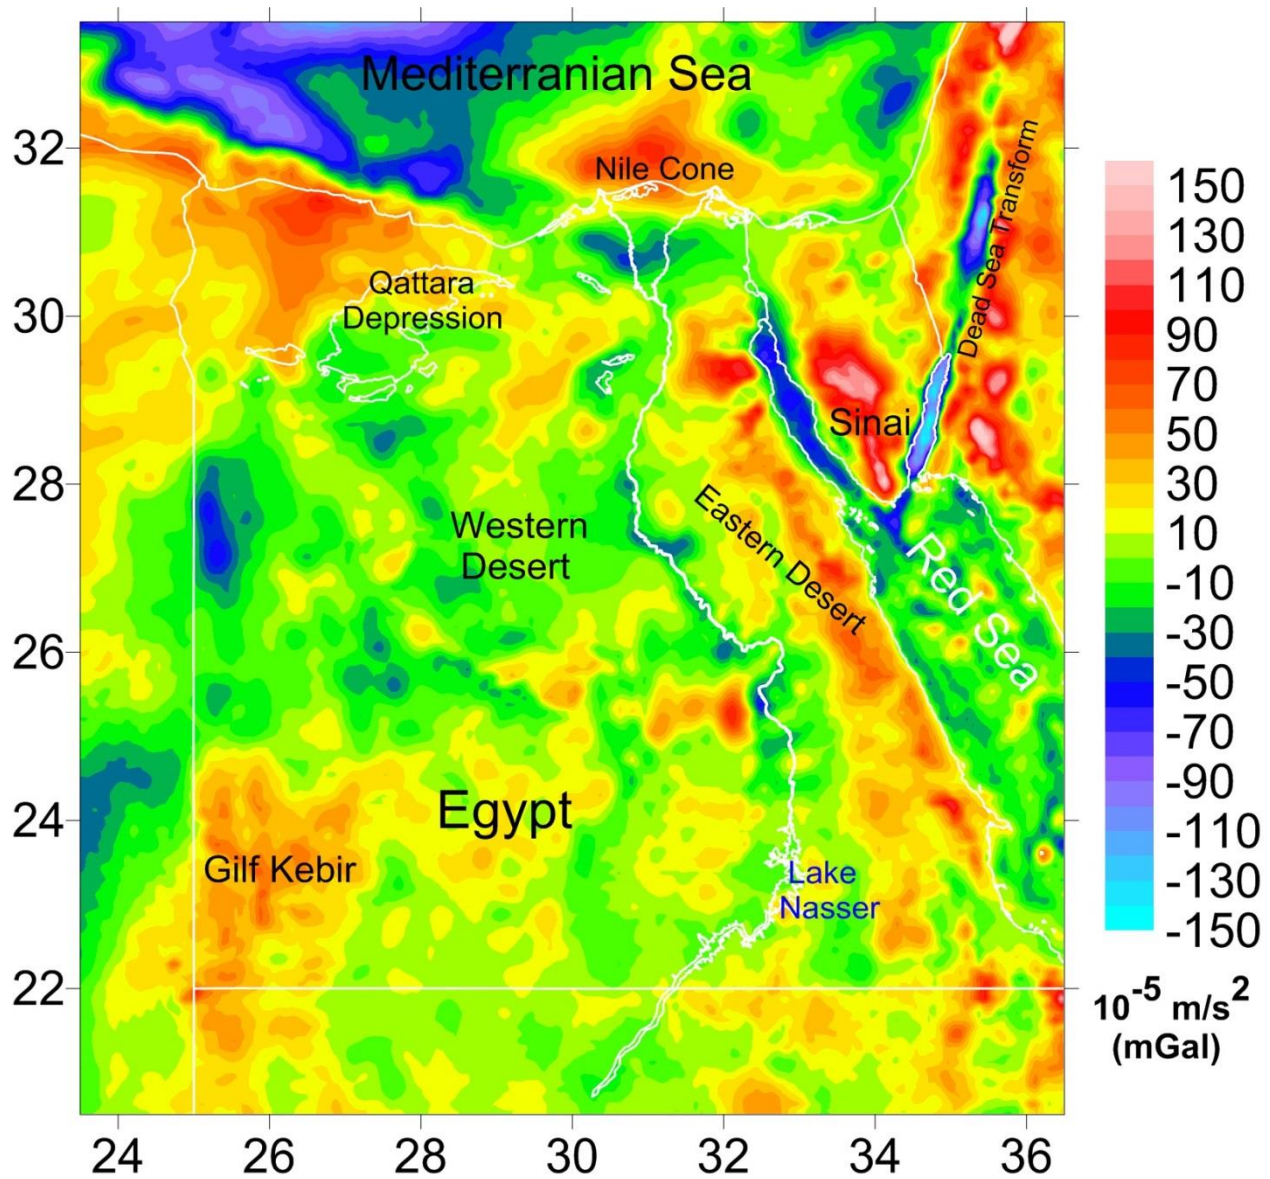 Mediterranian Sea
32
Nile Cone
Dead Sea Transform
150
130
110
90
70
50
30
10
-10
-30
-50
-70
-90
-110
-130
-150
Qattara
Depression
30
Sinai
28
Western
Desert
Eastern Desert
Red Sea
26
Egypt
24
Gilf Kebir
Lake
Nasser
22
10⁻⁵ m/s²
(mGal)
24 26 28 30 32 34 36